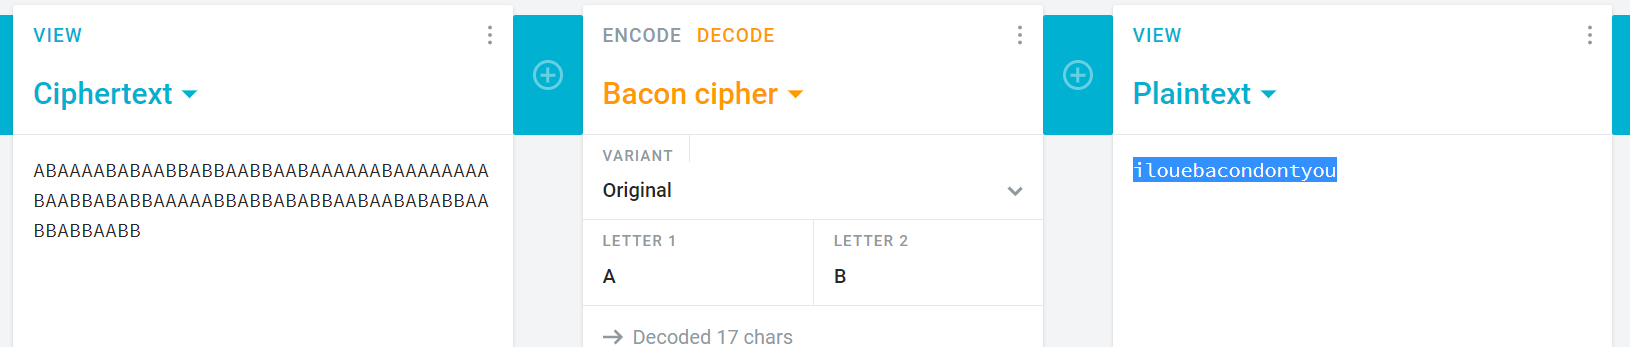 VIEW
Ciphertext
ABAAAABABAABBABBAABBAABAAAAAABAAAAAAAA
BAABBABABBAAAAABBABBABABBAABAABABABBAA
BBABBAABB
ENCODE DECODE
Bacon cipher
VARIANT
Original
LETTER 1 LETTER 2
A B
→ Decoded 17 chars
VIEW
Plaintext
ilouebacondontyou